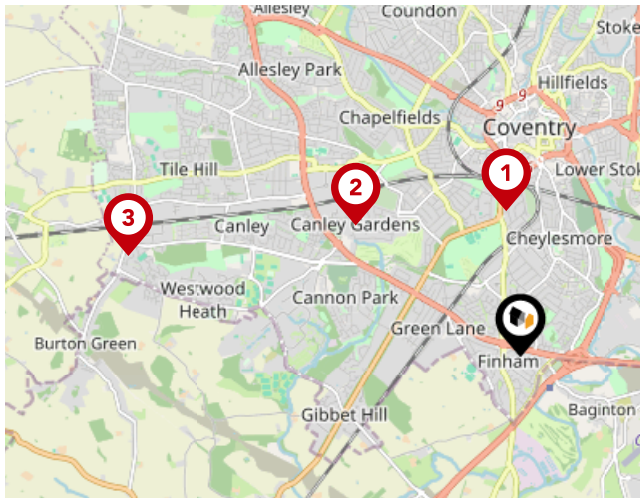 Allesley
Coundon
Stoke
Allesley Park
Hillfields
9
9
Chapelfields
Coventry
Tile Hill
Lower Stok
1
2
3
Canley
Canley Gardens
Cheylesmore
Westwood
Heath
Cannon Park
Green Lane
Burton Green
Finham
Gibbet Hill
Baginton